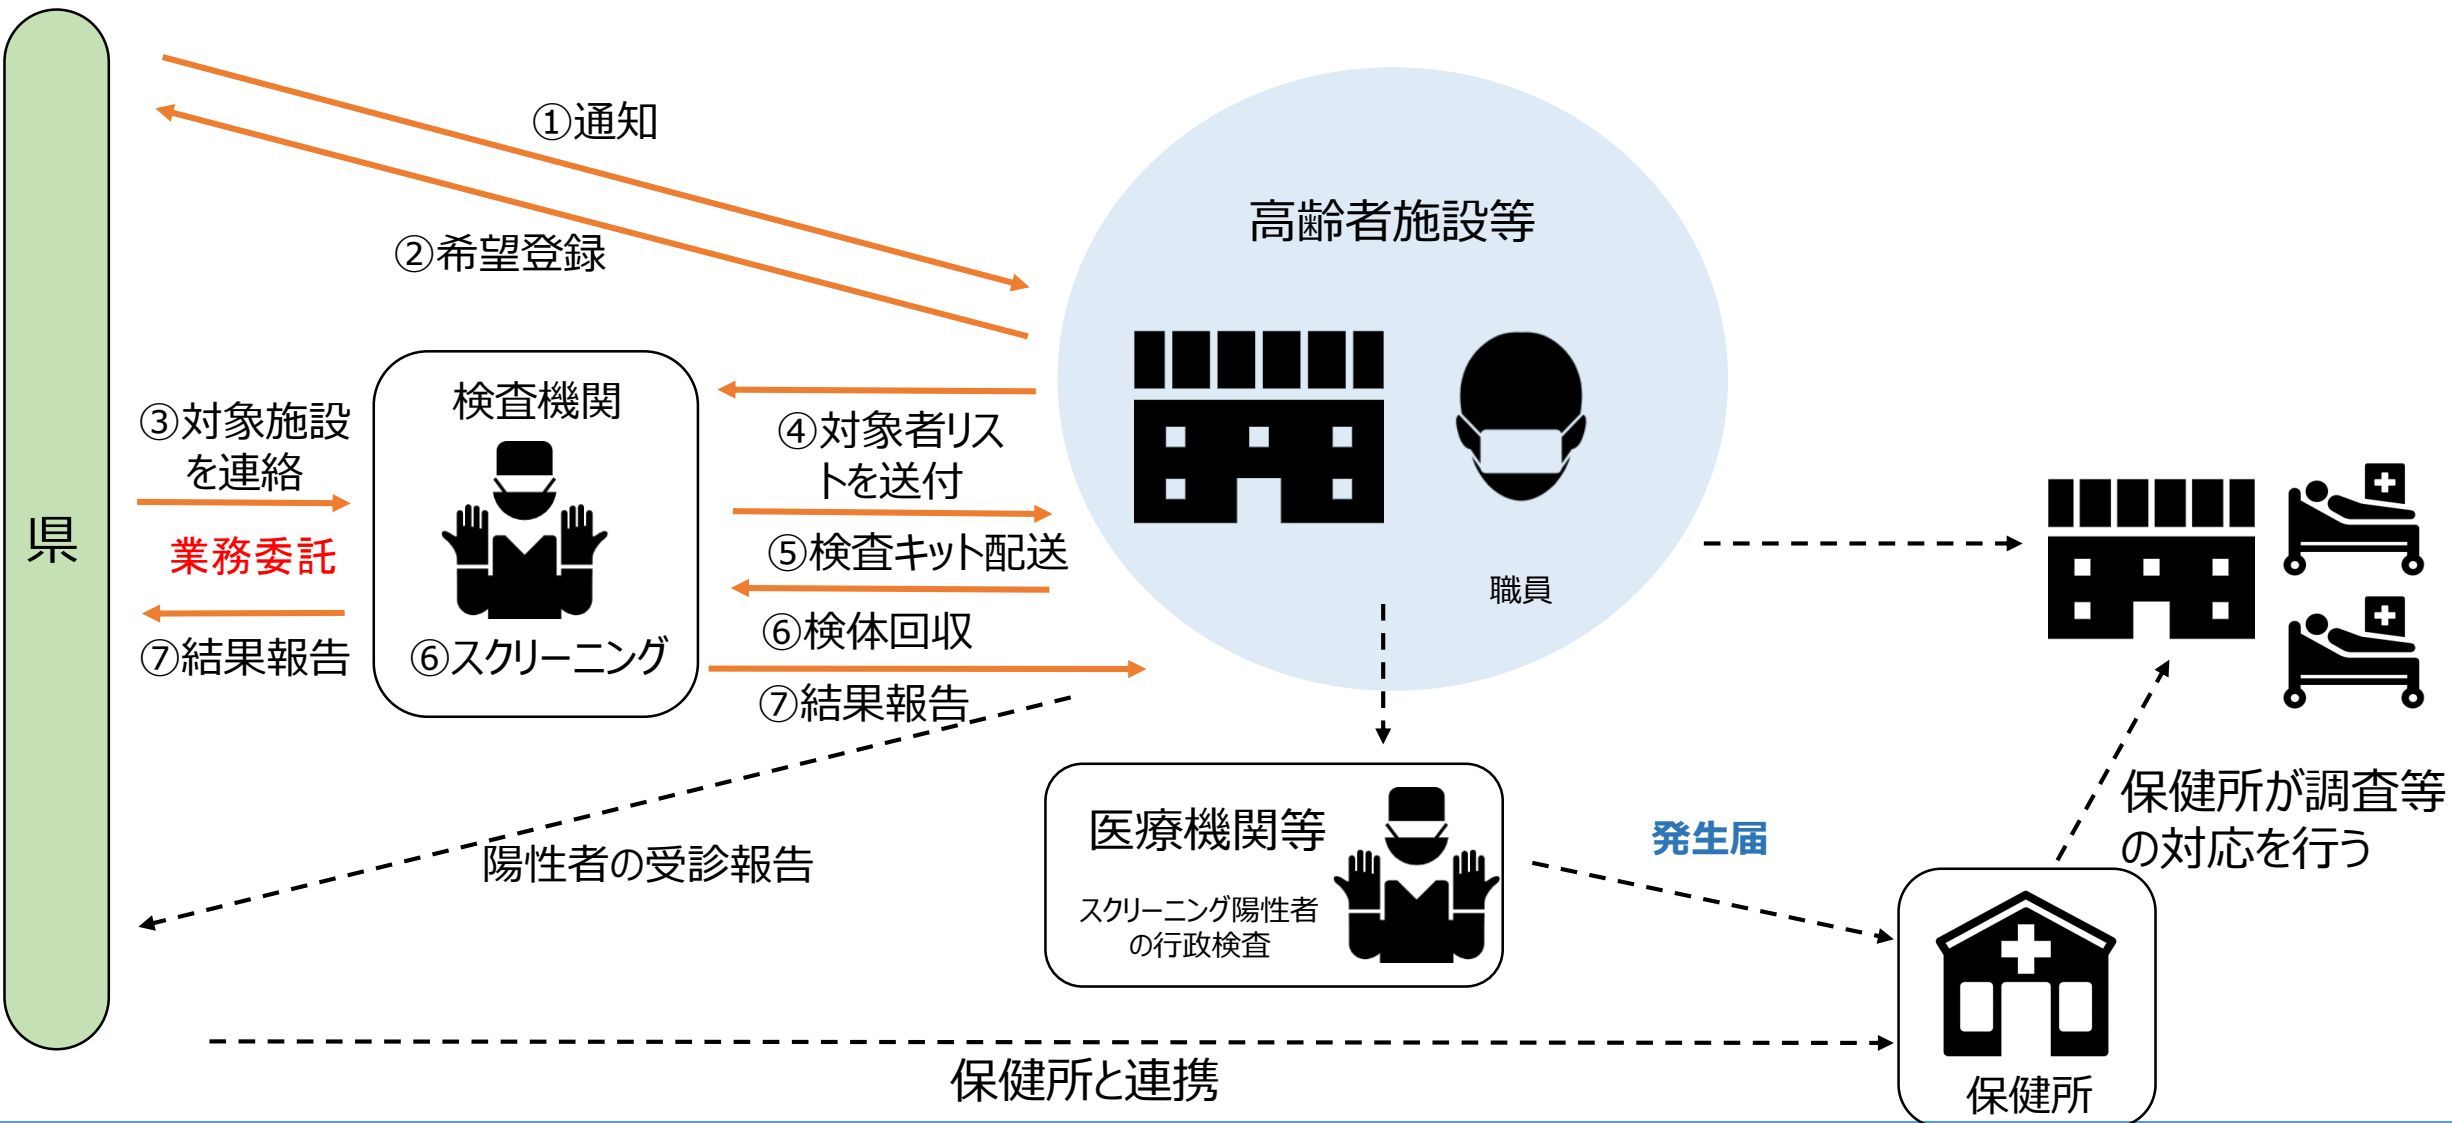 ①通知
②希望登録
高齢者施設等
職員
県
③対象施設
を連絡
業務委託
⑦結果報告
検査機関
⑥スクリーニング
④対象者リス
トを送付
⑤検査キット配送
⑥検体回収
⑦結果報告
陽性者の受診報告
医療機関等
スクリーニング陽性者
の行政検査
発生届
保健所が調査等
の対応を行う
保健所と連携
保健所